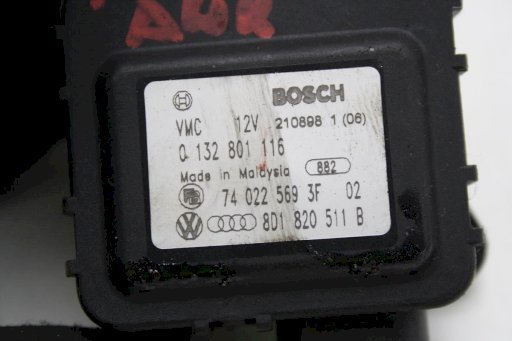 AUR
BOSCH
VMC 12V 210898 1 (06)
0 132 801 116
Made in Malaysia 882
74 022 569 3F 02
8D1 820 511 B